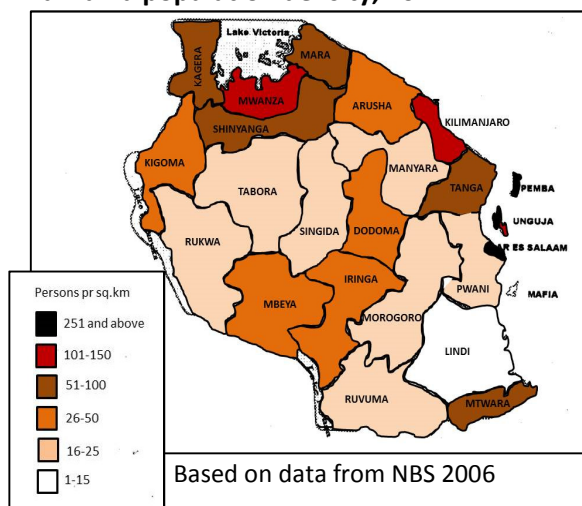 Lake Victoria
MARA
KAGERA
MWANZA
ARUSHA
KILIMANJARO
SHINYANGA
KIGOMA
MANYARA
TABORA
TANGA
PEMBA
SINGIDA
DODOMA
UNGUJA
RUKWA
AR ES SALAAM
IRINGA
PWANI
MAFIA
MBEYA
MOROGORO
LINDI
RUVUMA
MTWARA
Persons pr sq.km
251 and above
101-150
51-100
26-50
16-25
1-15
Based on data from NBS 2006